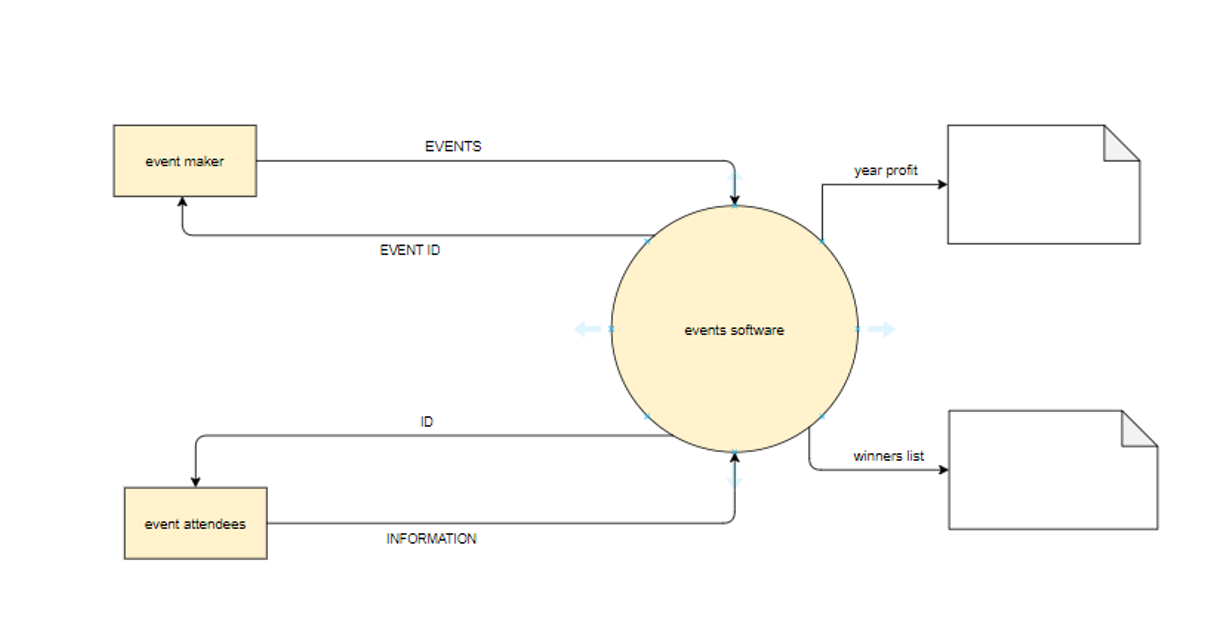 event maker
EVENTS
year profit
EVENT ID
events software
ID
winners list
event attendees
INFORMATION